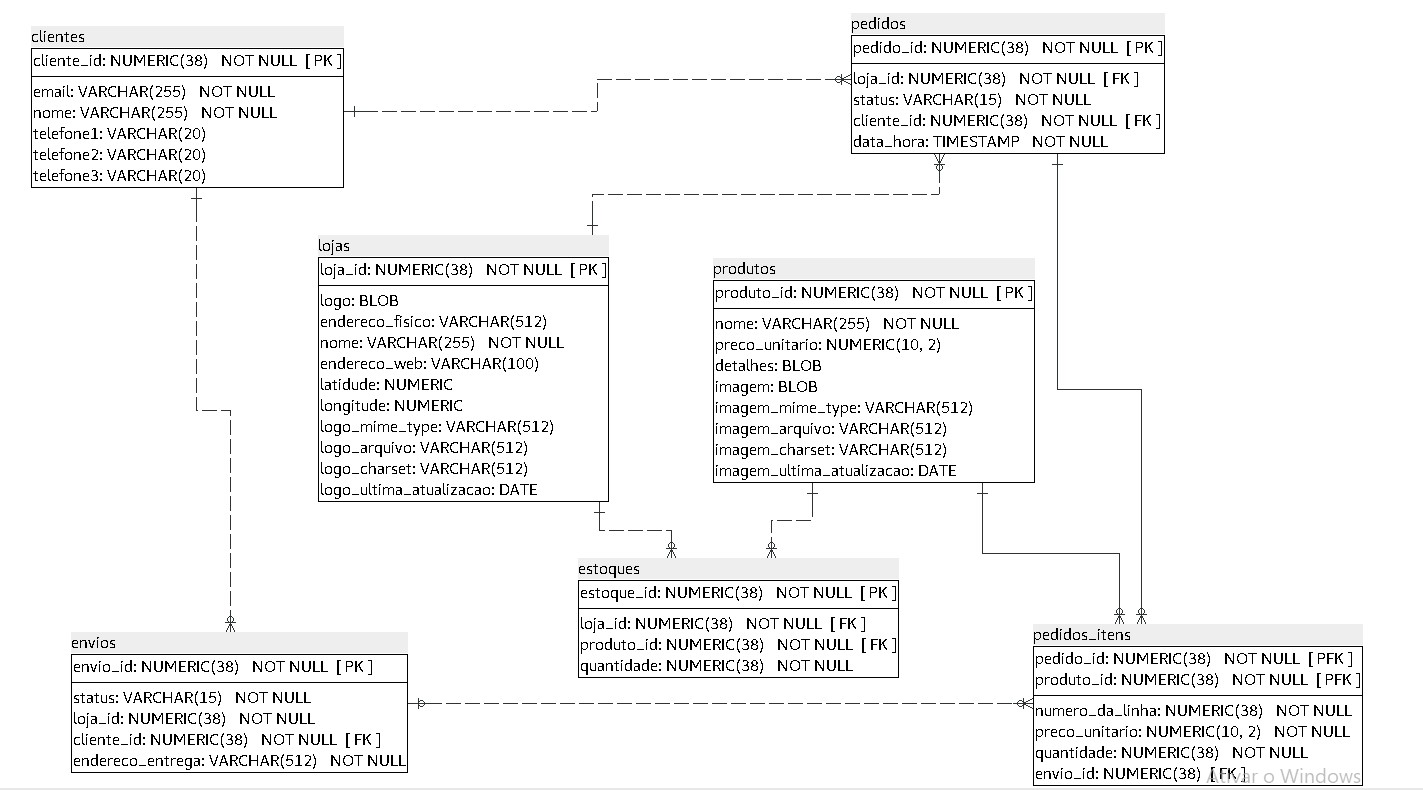 clientes
cliente_id: NUMERIC(38) NOT NULL [ PK ]
email: VARCHAR(255) NOT NULL
nome: VARCHAR(255) NOT NULL
telefone1: VARCHAR(20)
telefone2: VARCHAR(20)
telefone3: VARCHAR(20)
pedidos
pedido_id: NUMERIC(38) NOT NULL [ PK ]
loja_id: NUMERIC(38) NOT NULL [ FK ]
status: VARCHAR(15) NOT NULL
cliente_id: NUMERIC(38) NOT NULL [ FK ]
data_hora: TIMESTAMP NOT NULL
lojas
loja_id: NUMERIC(38) NOT NULL [ PK ]
logo: BLOB
endereco_fisico: VARCHAR(512)
nome: VARCHAR(255) NOT NULL
endereco_web: VARCHAR(100)
latidude: NUMERIC
longitude: NUMERIC
logo_mime_type: VARCHAR(512)
logo_arquivo: VARCHAR(512)
logo_charset: VARCHAR(512)
logo_ultima_atualizacao: DATE
produtos
produto_id: NUMERIC(38) NOT NULL [ PK ]
nome: VARCHAR(255) NOT NULL
preco_unitario: NUMERIC(10, 2)
detalhes: BLOB
imagem: BLOB
imagem_mime_type: VARCHAR(512)
imagem_arquivo: VARCHAR(512)
imagem_charset: VARCHAR(512)
imagem_ultima_atualizacao: DATE
estoques
estoque_id: NUMERIC(38) NOT NULL [ PK ]
loja_id: NUMERIC(38) NOT NULL [ FK ]
produto_id: NUMERIC(38) NOT NULL [ FK ]
quantidade: NUMERIC(38) NOT NULL
envios
envio_id: NUMERIC(38) NOT NULL [ PK ]
status: VARCHAR(15) NOT NULL
loja_id: NUMERIC(38) NOT NULL
cliente_id: NUMERIC(38) NOT NULL [ FK ]
endereco_entrega: VARCHAR(512) NOT NULL
pedidos_itens
pedido_id: NUMERIC(38) NOT NULL [ PFK ]
produto_id: NUMERIC(38) NOT NULL [ PFK ]
numero_da_linha: NUMERIC(38) NOT NULL
preco_unitario: NUMERIC(10, 2) NOT NULL
quantidade: NUMERIC(38) NOT NULL
envio_id: NUMERIC(38) [ FK ]
Ativar o Windows